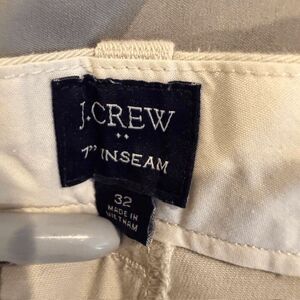 J.CREW
7" INSEAM
32
MADE IN
VIETNAM